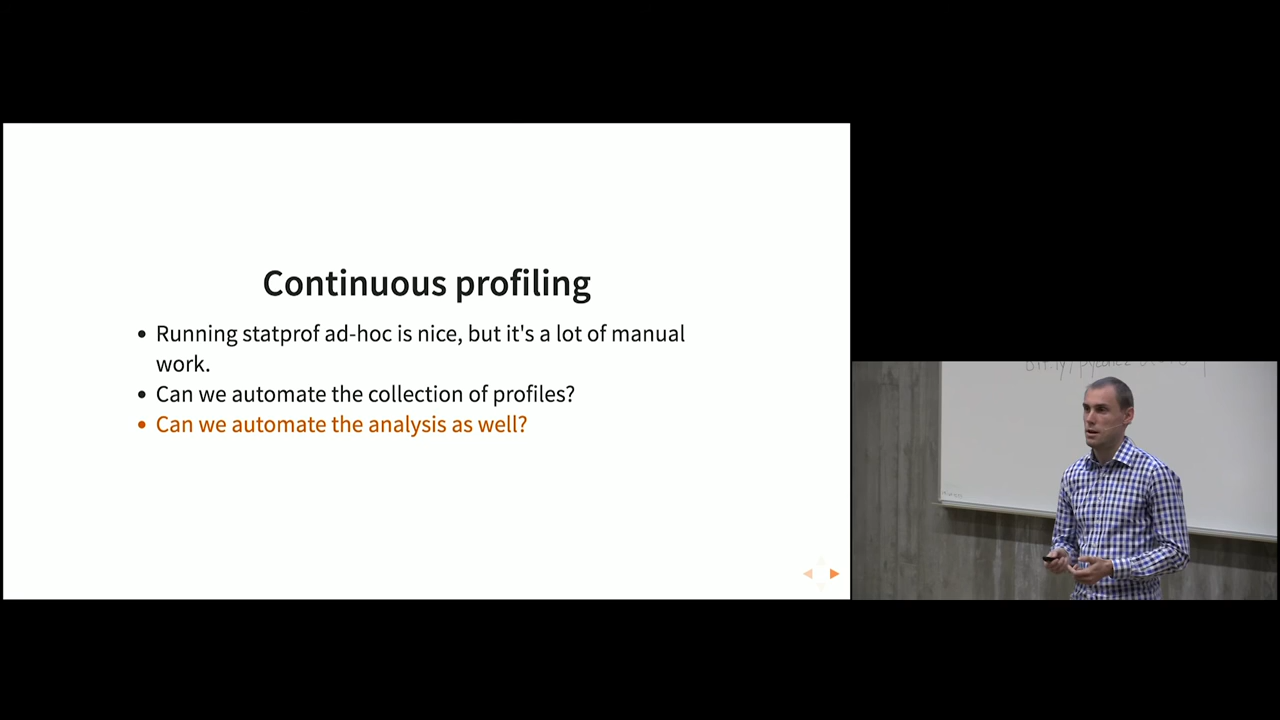 Continuous profiling
• Running statprof ad-hoc is nice, but it's a lot of manual
work.
• Can we automate the collection of profiles?
• Can we automate the analysis as well?